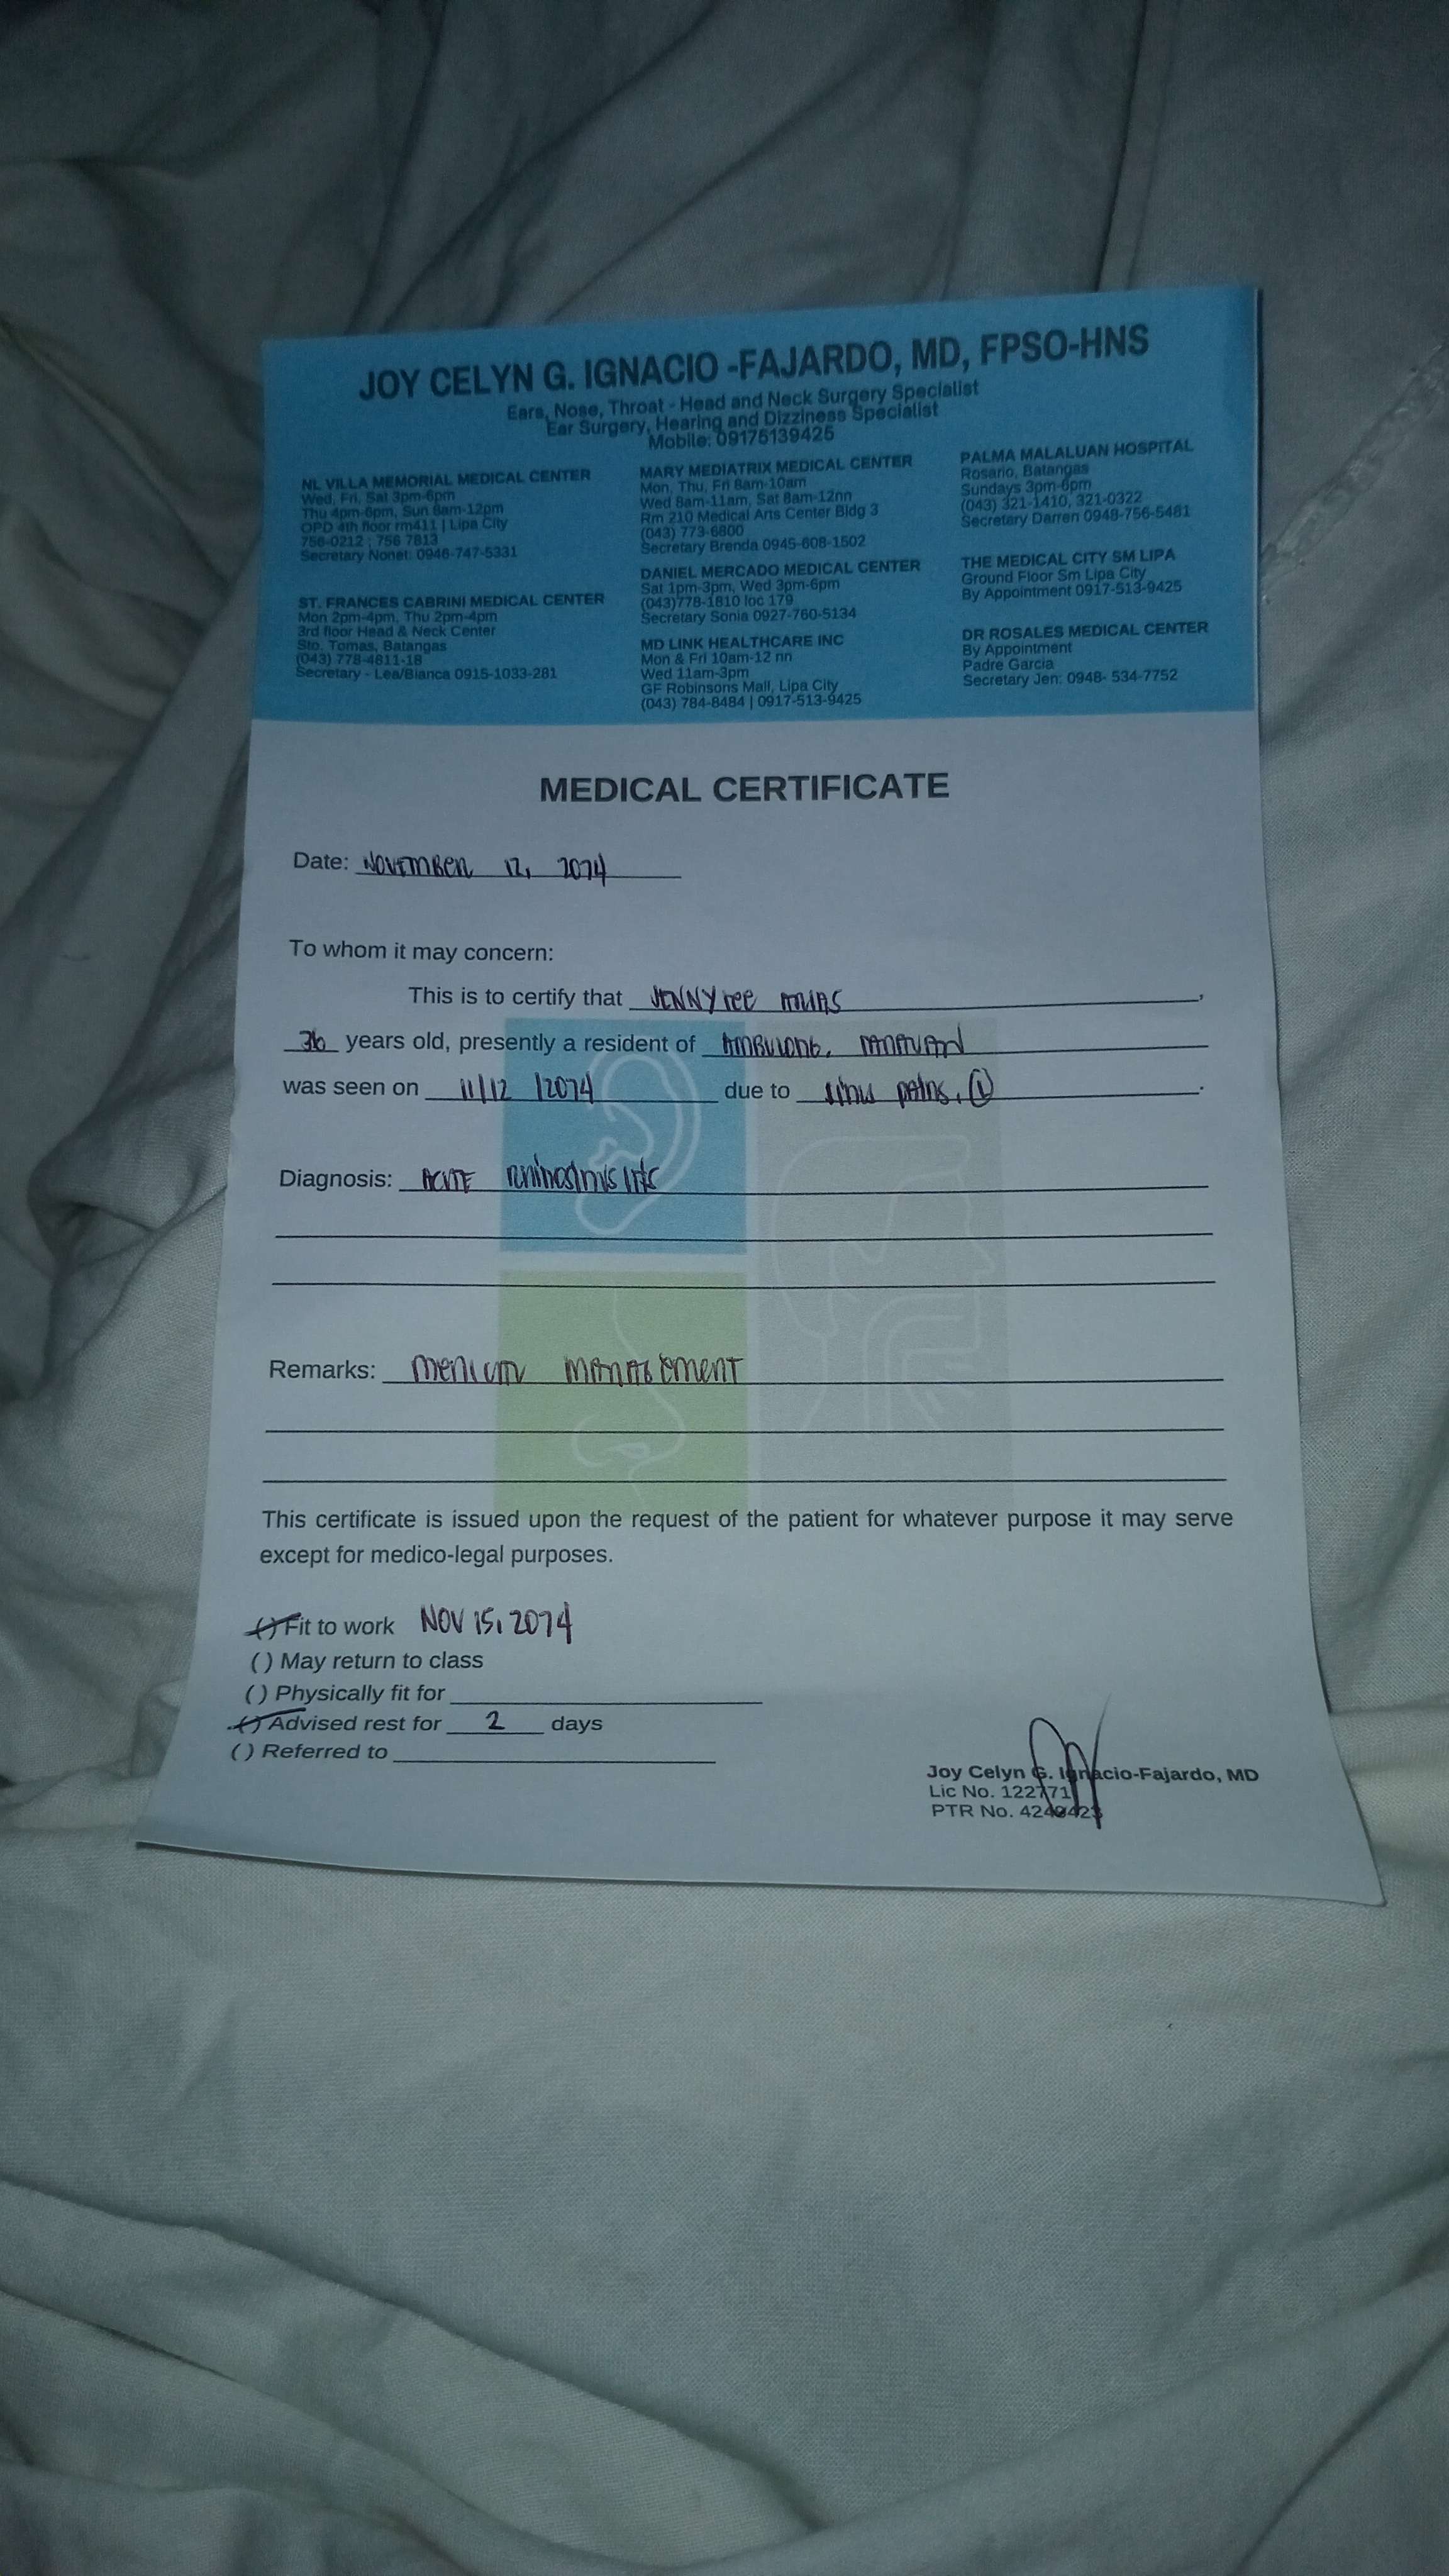 JOY CELYN G. IGNACIO -FAJARDO, MD, FPSO-HNS
Ears, Nose, Throat - Head and Neck Surgery Specialist
Ear Surgery, Hearing and Dizziness Specialist
Mobile: 09175139425
NL VILLA MEMORIAL MEDICAL CENTER
Wed, Fri, Sat 3pm-6pm
Thu 4pm-6pm, Sun 8am-12pm
OPD 4th floor rm411 | Lipa City
756-0212 ; 756 7813
Secretary Nonet: 0946-747-5331
ST. FRANCES CABRINI MEDICAL CENTER
Mon 2pm-4pm, Thu 2pm-4pm
3rd floor Head & Neck Center
Sto. Tomas, Batangas
(043) 778-4811-18
Secretary - Lea/Bianca 0915-1033-281
MARY MEDIATRIX MEDICAL CENTER
Mon, Thu, Fri 8am-10am
Wed 8am-11am, Sat 8am-12nn
Rm 210 Medical Arts Center Bldg 3
(043) 773-6800
Secretary Brenda 0945-608-1502
DANIEL MERCADO MEDICAL CENTER
Sat 1pm-3pm, Wed 3pm-6pm
(043)778-1810 loc 179
Secretary Sonia 0927-760-5134
MD LINK HEALTHCARE INC
Mon & Fri 10am-12 nn
Wed 11am-3pm
GF Robinsons Mall, Lipa City
(043) 784-8484 | 0917-513-9425
PALMA MALALUAN HOSPITAL
Rosario, Batangas
Sundays 3pm-6pm
(043) 321-1410, 321-0322
Secretary Darren 0948-756-5481
THE MEDICAL CITY SM LIPA
Ground Floor Sm Lipa City
By Appointment 0917-513-9425
DR ROSALES MEDICAL CENTER
By Appointment
Padre Garcia
Secretary Jen: 0948- 534-7752
MEDICAL CERTIFICATE
Date: NOVEMBER 12, 2024
To whom it may concern:
This is to certify that JENNYLEE ,
36 years old, presently a resident of
was seen on 11/12/2024 due to .
Diagnosis: ACUTE
Remarks: MEDICAL MANAGEMENT
This certificate is issued upon the request of the patient for whatever purpose it may serve
except for medico-legal purposes.
( ) Fit to work NOV 15, 2024
( ) May return to class
( ) Physically fit for
( ) Advised rest for 2 days
( ) Referred to
Joy Celyn G. Ignacio-Fajardo, MD
Lic No. 122771
PTR No. 4240423